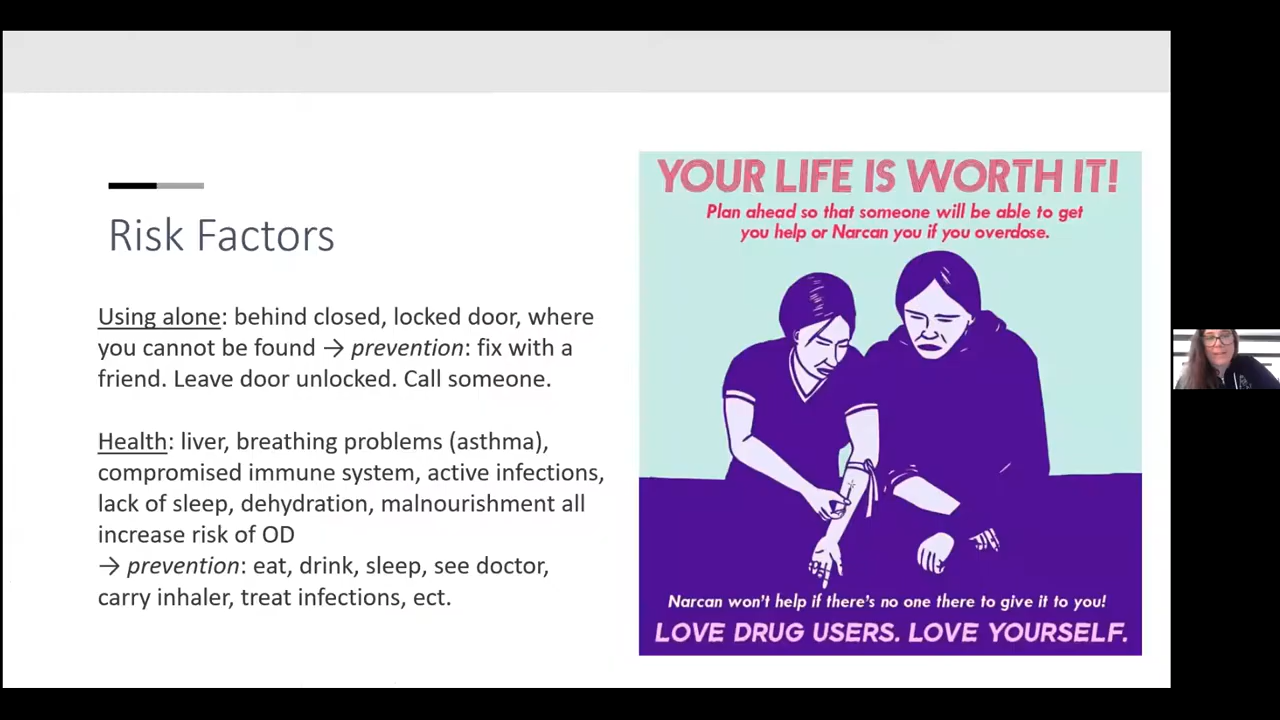 Risk Factors
Using alone: behind closed, locked door, where
you cannot be found → prevention: fix with a
friend. Leave door unlocked. Call someone.
Health: liver, breathing problems (asthma),
compromised immune system, active infections,
lack of sleep, dehydration, malnourishment all
increase risk of OD
→ prevention: eat, drink, sleep, see doctor,
carry inhaler, treat infections, ect.
YOUR LIFE IS WORTH IT!
Plan ahead so that someone will be able to get
you help or Narcan you if you overdose.
Narcan won't help if there's no one there to give it to you!
LOVE DRUG USERS. LOVE YOURSELF.